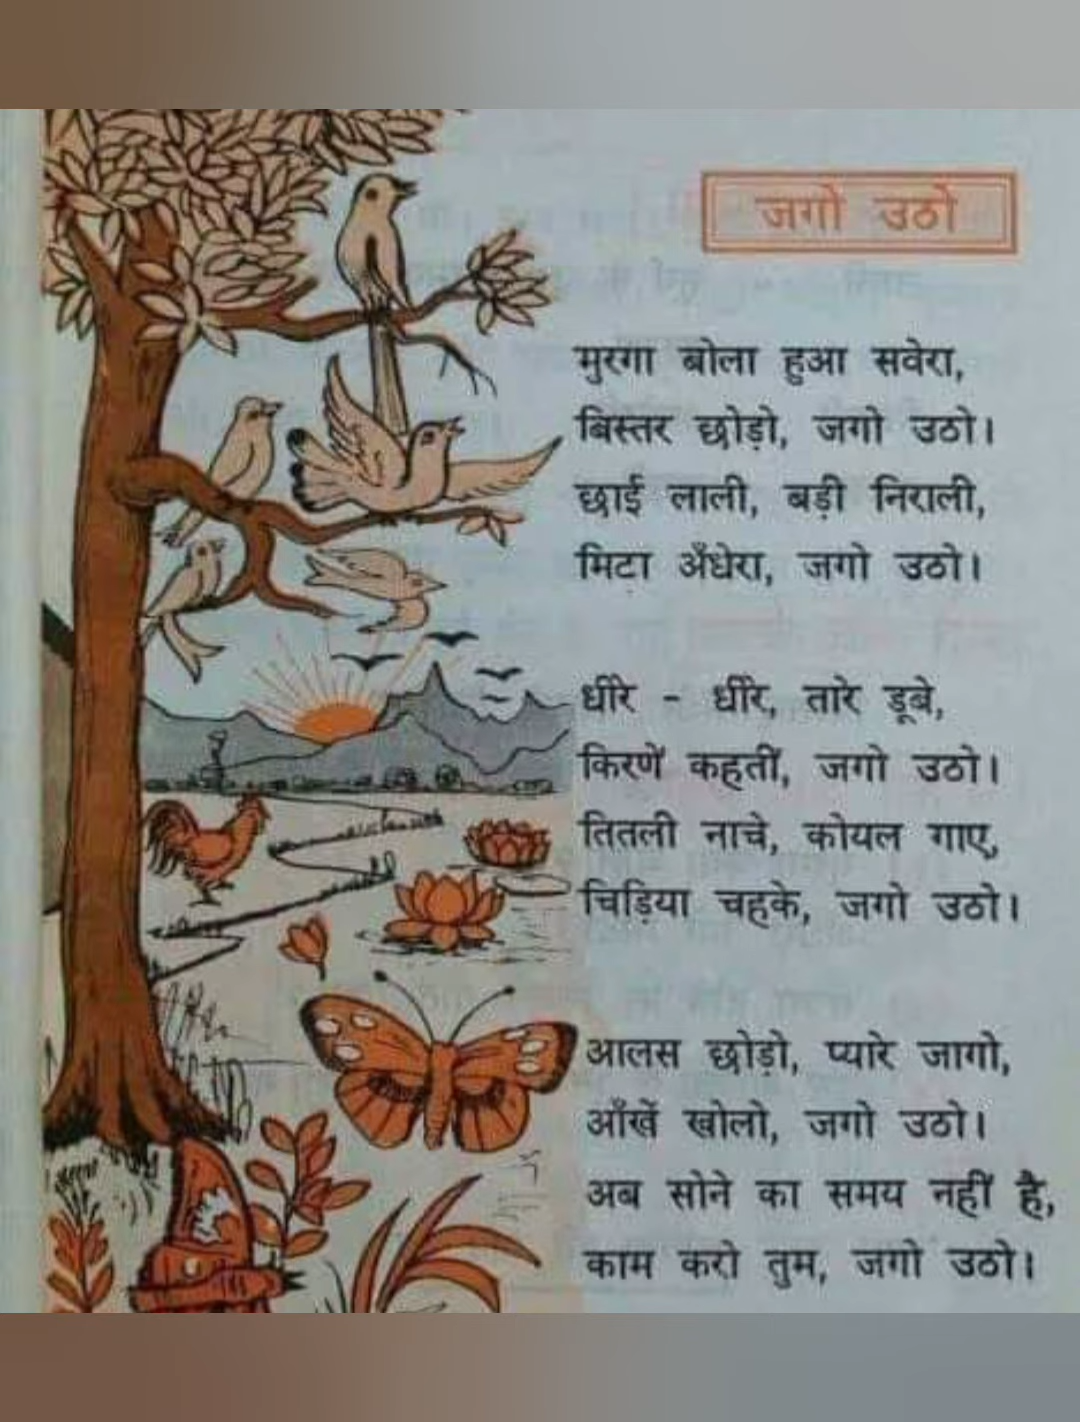 जगो उठो
मुरगा बोला हुआ सवेरा,
बिस्तर छोड़ो, जगो उठो।
छाई लाली, बड़ी निराली,
मिटा अँधेरा, जगो उठो।
धीरे - धीरे, तारे डूबे,
किरणें कहतीं, जगो उठो।
तितली नाचे, कोयल गाए,
चिड़िया चहके, जगो उठो।
आलस छोड़ो, प्यारे जागो,
आँखें खोलो, जगो उठो।
अब सोने का समय नहीं है,
काम करो तुम, जगो उठो।